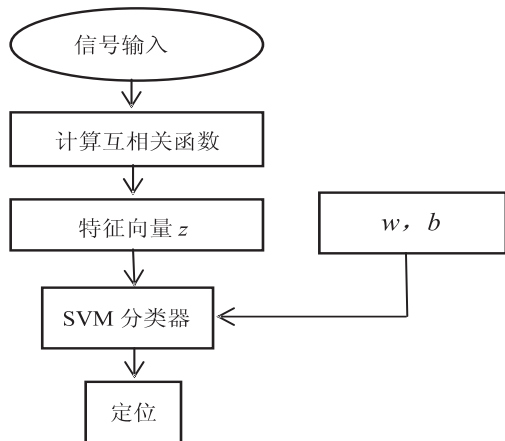 信号输入
计算互相关函数
特征向量 z
w，b
SVM 分类器
定位